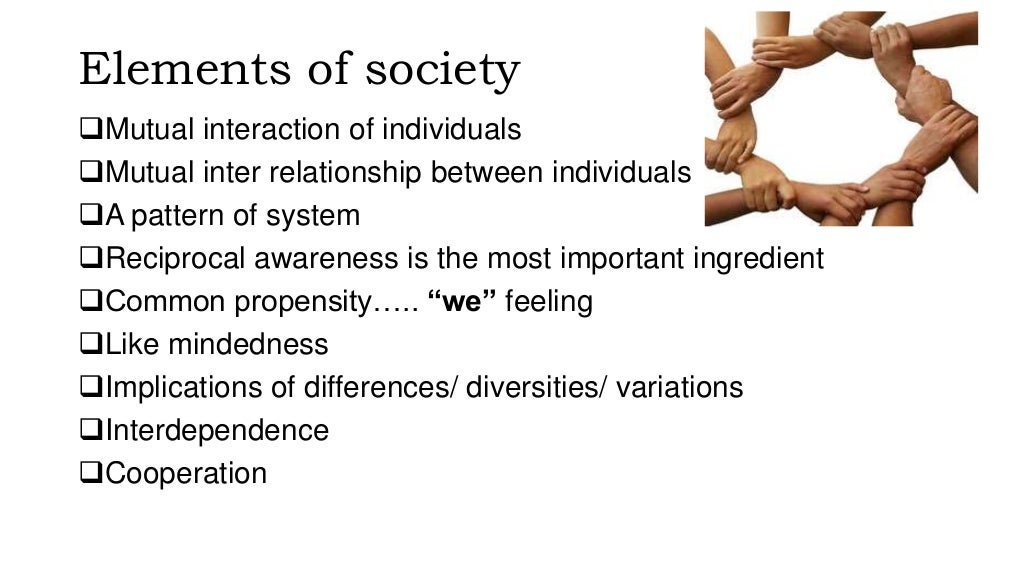 Elements of society
❑Mutual interaction of individuals
❑Mutual inter relationship between individuals
❑A pattern of system
❑Reciprocal awareness is the most important ingredient
❑Common propensity….. “we” feeling
❑Like mindedness
❑Implications of differences/ diversities/ variations
❑Interdependence
❑Cooperation